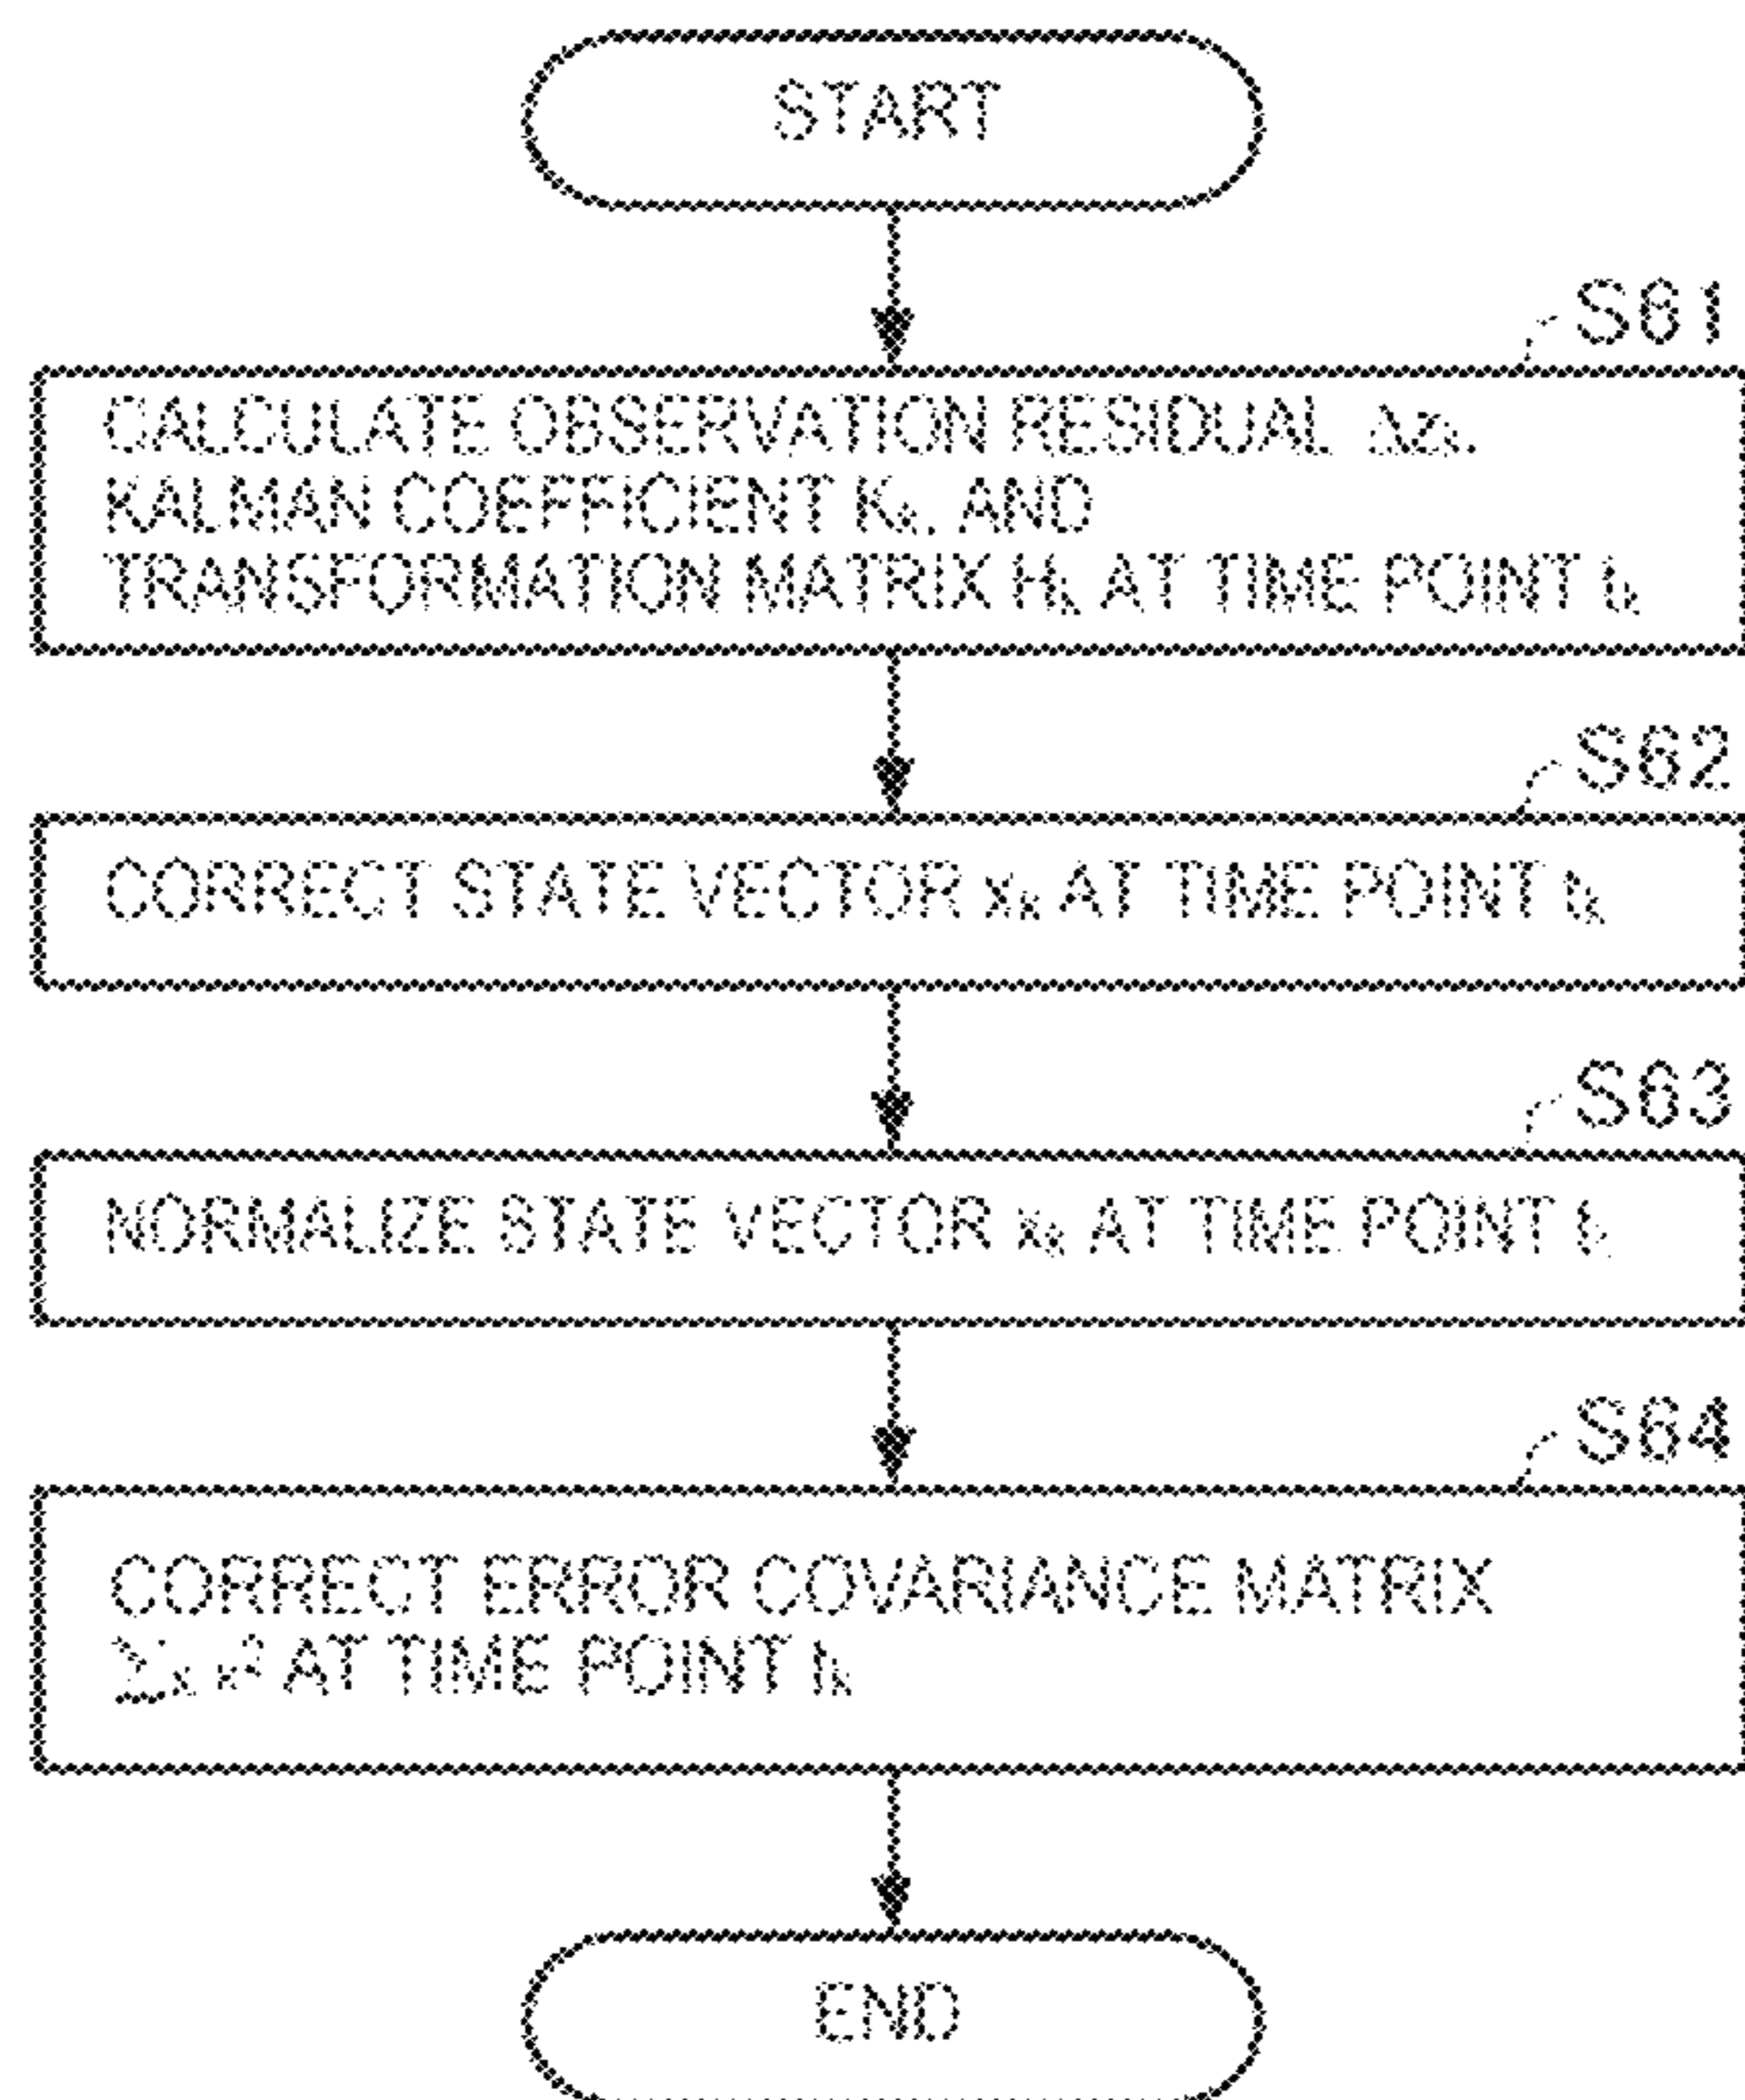 START
S61
CALCULATE OBSERVATION RESIDUAL Δzₖ,
KALMAN COEFFICIENT Kₖ, AND
TRANSFORMATION MATRIX Hₖ AT TIME POINT tₖ
S62
CORRECT STATE VECTOR xₖ AT TIME POINT tₖ
S63
NORMALIZE STATE VECTOR xₖ AT TIME POINT tₖ
S64
CORRECT ERROR COVARIANCE MATRIX
Σₓ,ₖ² AT TIME POINT tₖ
END